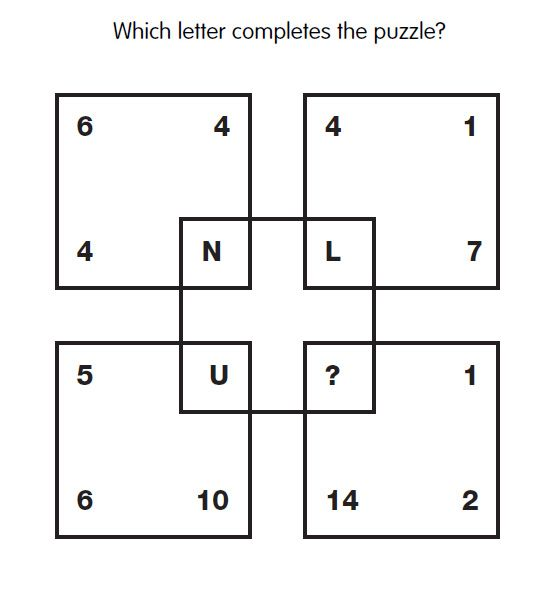 Which letter completes the puzzle?
6 4 4 1
4 N L 7
5 U ? 1
6 10 14 2